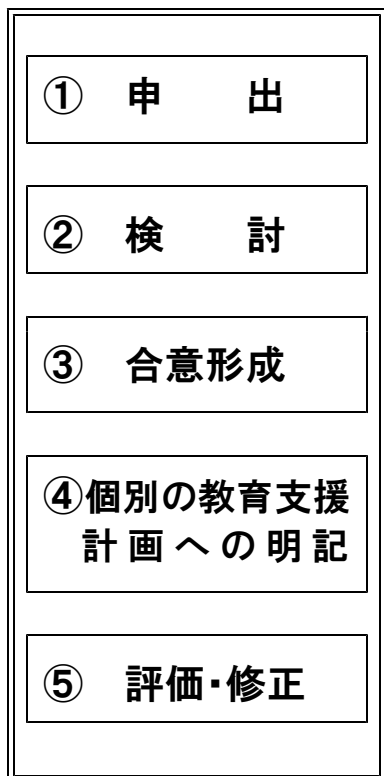 ① 申　　出
② 検　　討
③ 合意形成
④個別の教育支援
計画への明記
⑤ 評価・修正